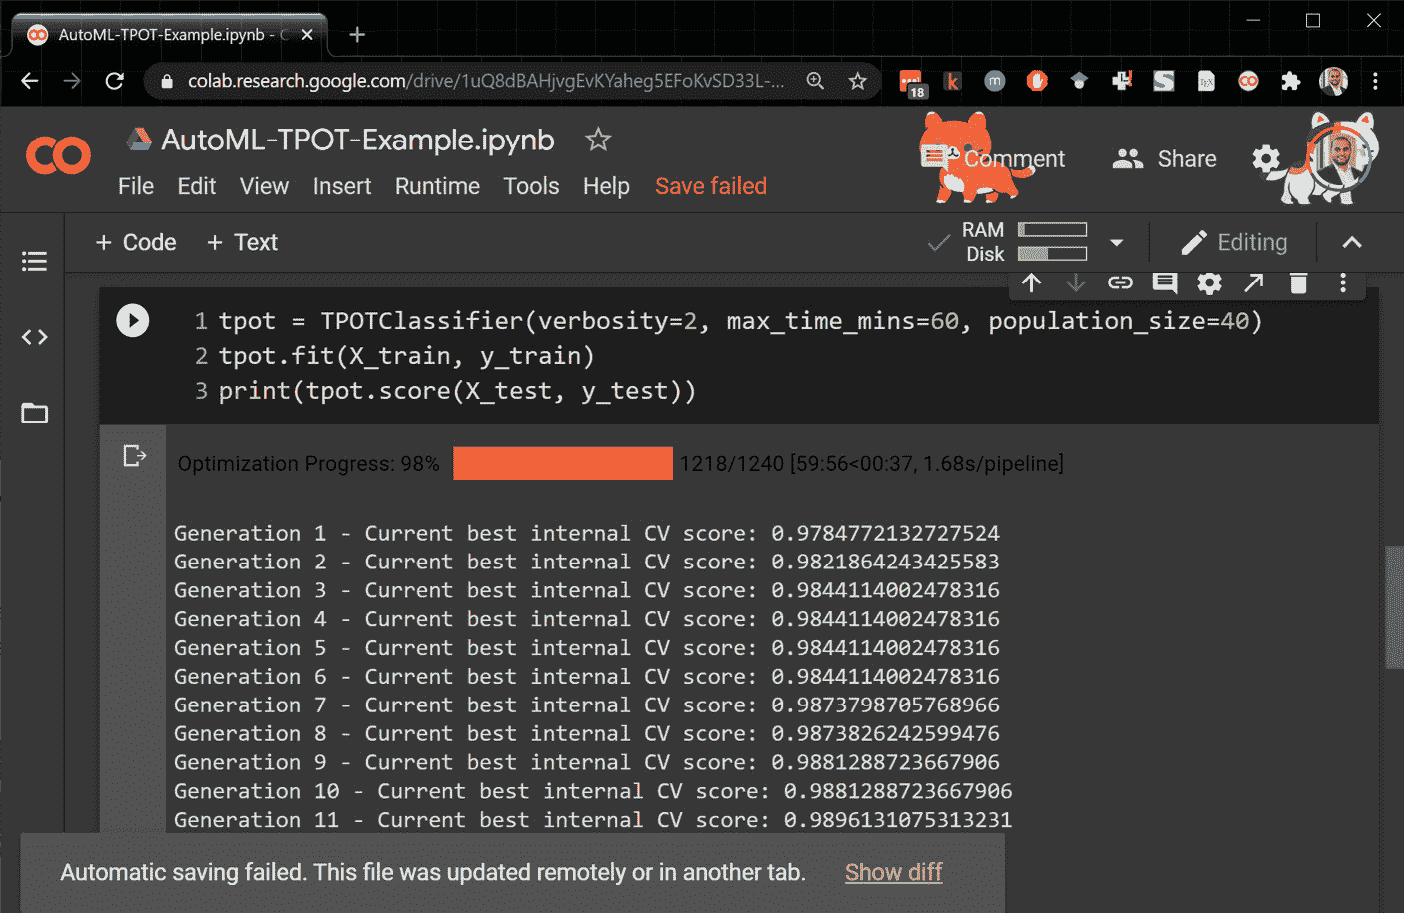 AutoML-TPOT-Example.ipynb - C
colab.research.google.com/drive/1uQ8dBAHjvgEvKYaheg5EFoKvSD33L-...
18
k
m
S
AutoML-TPOT-Example.ipynb
Comment
Share
File Edit View Insert Runtime Tools Help Save failed
+ Code + Text
RAM
Disk
Editing
1 tpot = TPOTClassifier(verbosity=2, max_time_mins=60, population_size=40)
2 tpot.fit(X_train, y_train)
3 print(tpot.score(X_test, y_test))
Optimization Progress: 98% 1218/1240 [59:56<00:37, 1.68s/pipeline]
Generation 1 - Current best internal CV score: 0.9784772132727524
Generation 2 - Current best internal CV score: 0.9821864243425583
Generation 3 - Current best internal CV score: 0.9844114002478316
Generation 4 - Current best internal CV score: 0.9844114002478316
Generation 5 - Current best internal CV score: 0.9844114002478316
Generation 6 - Current best internal CV score: 0.9844114002478316
Generation 7 - Current best internal CV score: 0.9873798705768966
Generation 8 - Current best internal CV score: 0.9873826242599476
Generation 9 - Current best internal CV score: 0.9881288723667906
Generation 10 - Current best internal CV score: 0.9881288723667906
Generation 11 - Current best internal CV score: 0.9896131075313231
Automatic saving failed. This file was updated remotely or in another tab. Show diff